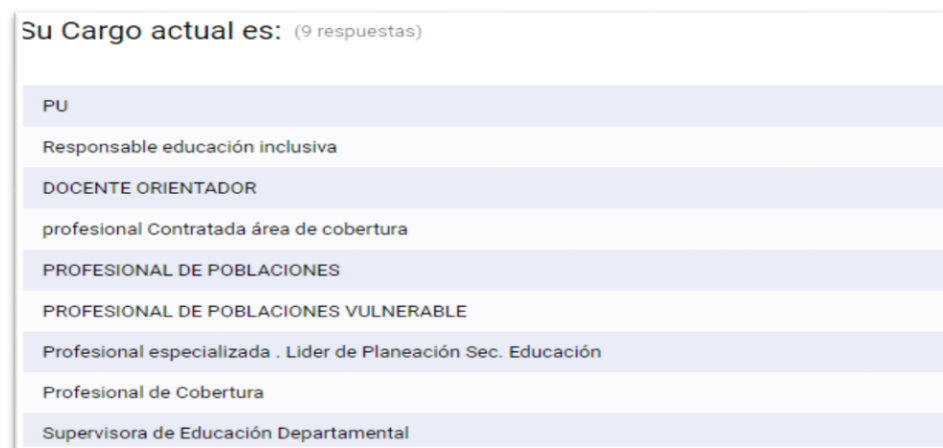 Su Cargo actual es: (9 respuestas)
PU
Responsable educación inclusiva
DOCENTE ORIENTADOR
profesional Contratada área de cobertura
PROFESIONAL DE POBLACIONES
PROFESIONAL DE POBLACIONES VULNERABLE
Profesional especializada . Lider de Planeación Sec. Educación
Profesional de Cobertura
Supervisora de Educación Departamental